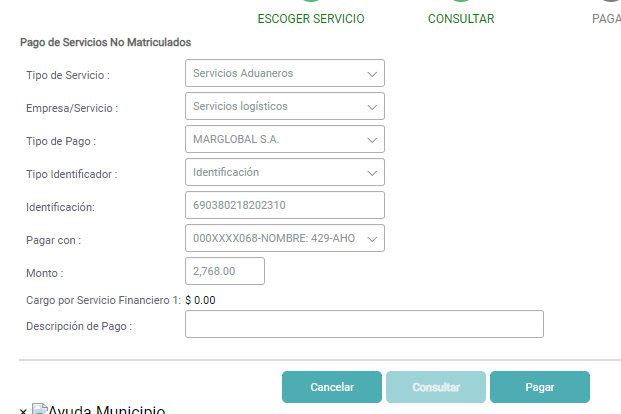 ESCOGER SERVICIO CONSULTAR PAGA
Pago de Servicios No Matriculados
Tipo de Servicio : Servicios Aduaneros
Empresa/Servicio : Servicios logísticos
Tipo de Pago : MARGLOBAL S.A.
Tipo Identificador : Identificación
Identificación: 690380218202310
Pagar con : 000XXXX068-NOMBRE: 429-AHO
Monto : 2,768.00
Cargo por Servicio Financiero 1: $ 0.00
Descripción de Pago :
Cancelar Consultar Pagar
× Ayuda Municipio